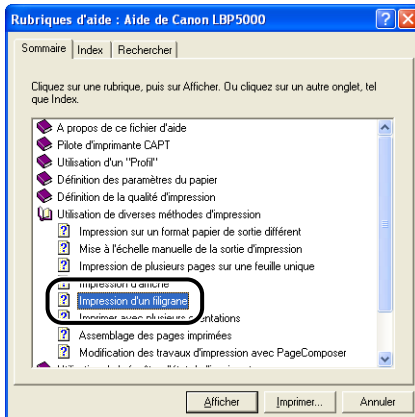 Rubriques d'aide : Aide de Canon LBP5000
Sommaire Index Rechercher
Cliquez sur une rubrique, puis sur Afficher. Ou cliquez sur un autre onglet, tel
que Index.
A propos de ce fichier d'aide
Pilote d'imprimante CAPT
Utilisation d'un "Profil"
Définition des paramètres du papier
Définition de la qualité d'impression
Utilisation de diverses méthodes d'impression
Impression sur un format papier de sortie différent
Mise à l'échelle manuelle de la sortie d'impression
Impression de plusieurs pages sur une feuille unique
Impression d'affiche
Impression d'un filigrane
Imprimer avec plusieurs orientations
Assemblage des pages imprimées
Modification des travaux d'impression avec PageComposer
Afficher Imprimer... Annuler